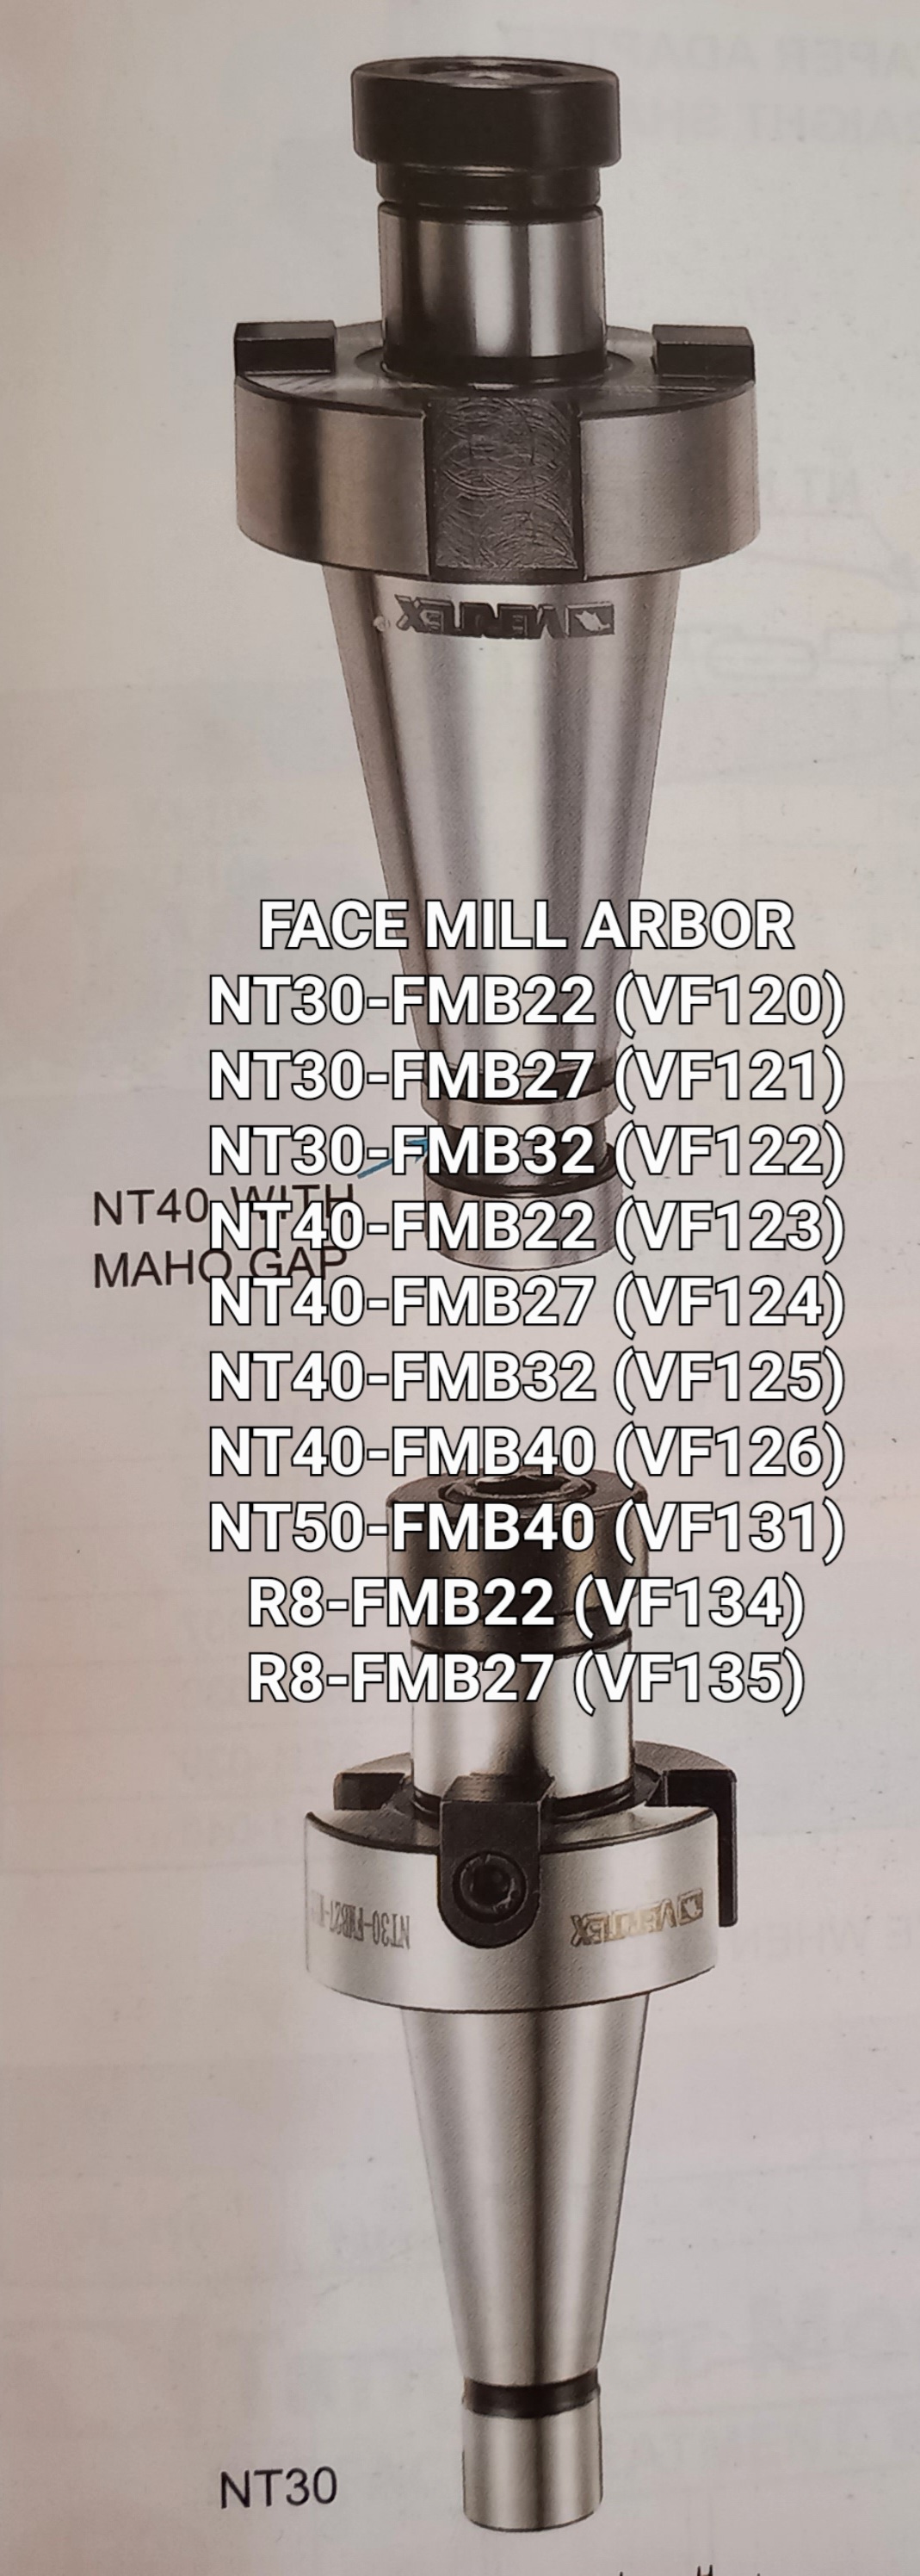 VERTEX
FACE MILL ARBOR
NT30-FMB22 (VF120)
NT30-FMB27 (VF121)
NT30-FMB32 (VF122)
NT40 WITH
NT40-FMB22 (VF123)
MAHO GAP
NT40-FMB27 (VF124)
NT40-FMB32 (VF125)
NT40-FMB40 (VF126)
NT50-FMB40 (VF131)
R8-FMB22 (VF134)
R8-FMB27 (VF135)
VERTEX
NT30